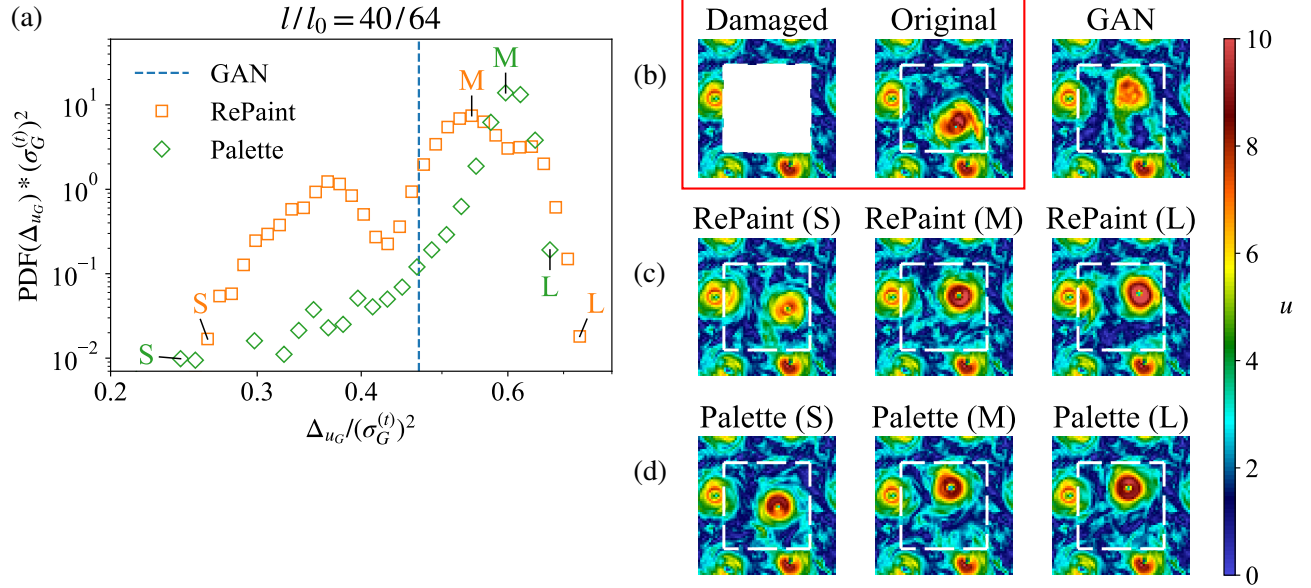 (a)
l/l₀ = 40/64
GAN
RePaint
Palette
S
M
L
S
M
L
PDF(Δ_{u_G}) * (σ_G^{(t)})²
10¹
10⁰
10⁻¹
10⁻²
0.2
0.3
0.4
0.6
Δ_{u_G}/(σ_G^{(t)})²
(b)
Damaged
Original
GAN
(c)
RePaint (S)
RePaint (M)
RePaint (L)
(d)
Palette (S)
Palette (M)
Palette (L)
10
8
6
4
2
0
u